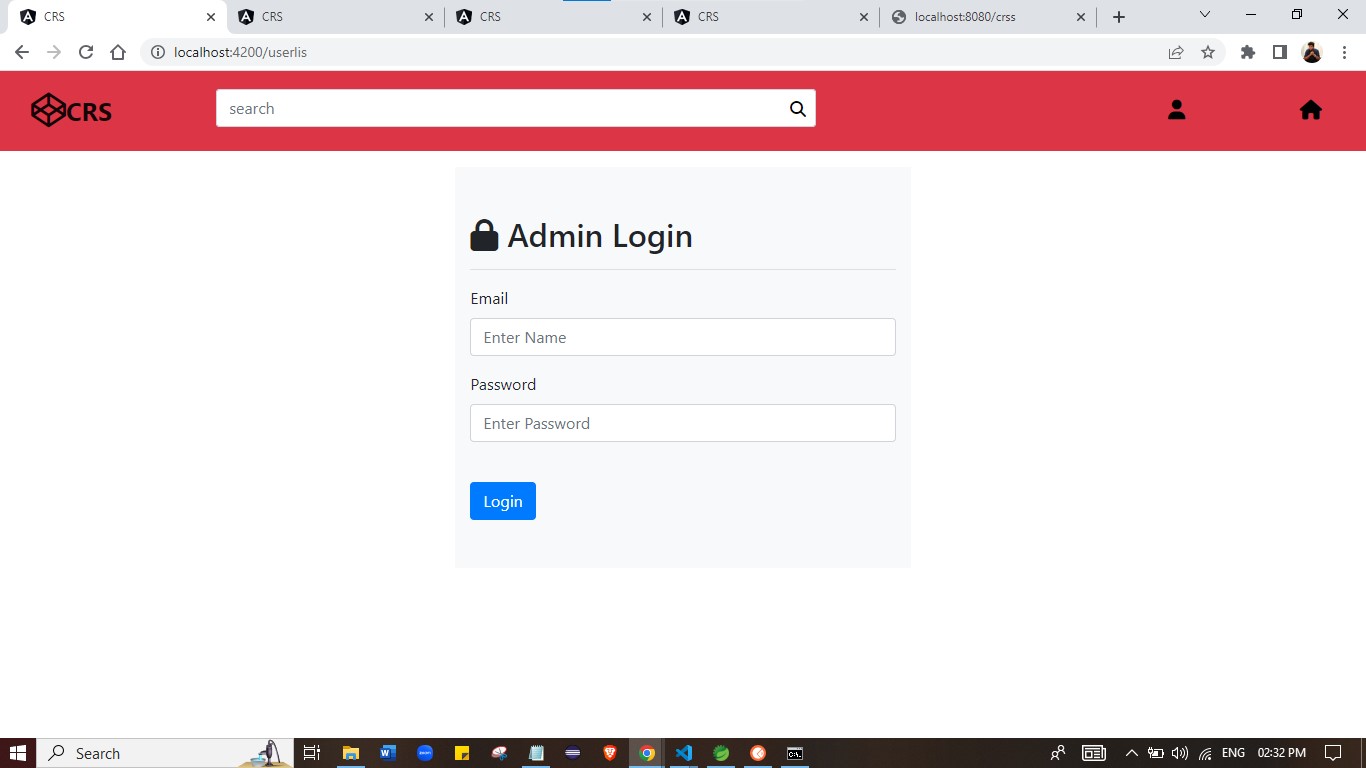 CRS
CRS
CRS
CRS
localhost:8080/crss
localhost:4200/userlis
CRS
search
Admin Login
Email
Enter Name
Password
Enter Password
Login
Search
ENG
02:32 PM